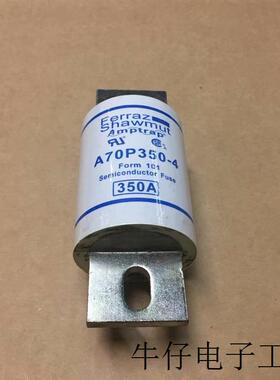 Ferraz
Shawmut
Amptrap
A70P350-4
Form 101
Semiconductor Fuse
350A
牛仔电子工